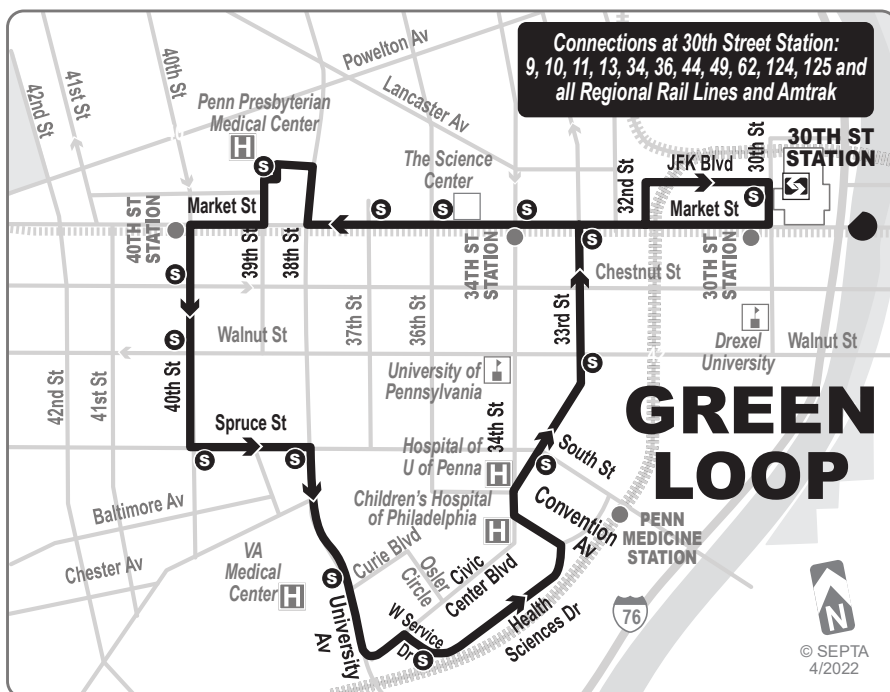 Connections at 30th Street Station:
9, 10, 11, 13, 34, 36, 44, 49, 62, 124, 125 and
all Regional Rail Lines and Amtrak
42nd St
41st St
40th St
Powelton Av
Lancaster Av
Penn Presbyterian
Medical Center
H
S
The Science
Center
32nd St
JFK Blvd
30th St
30TH ST
STATION
S
Market St
Market St
S
S
S
40TH ST
STATION
39th St
38th St
34TH ST
STATION
S
30TH ST
STATION
S
Chestnut St
37th St
36th St
33rd St
Walnut St
S
Drexel
University
Walnut St
42nd St
41st St
40th St
University of
Pennsylvania
S
GREEN
LOOP
Spruce St
S
S
34th St
Hospital of
U of Penna
H
S
South St
Children's Hospital
of Philadelphia
H
Convention
Av
PENN
MEDICINE
STATION
Baltimore Av
Chester Av
VA
Medical
Center
H
S
Curie Blvd
Osler
Circle
Civic
Center Blvd
University
Av
W Service
Dr
S
Health
Sciences Dr
76
N
© SEPTA
4/2022